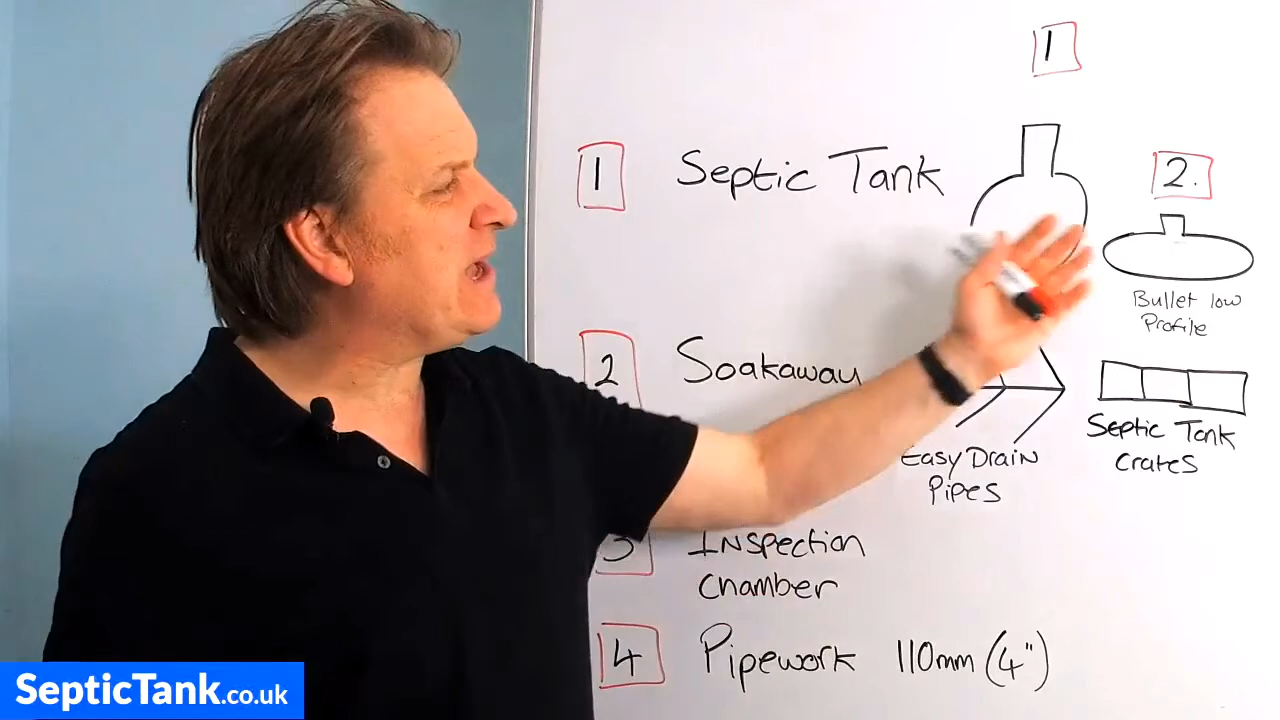 1
2.
1 Septic Tank
Bullet low
Profile
2 Soakaway
Septic Tank
Crates
Easy Drain
Pipes
3 Inspection
Chamber
4 Pipework 110mm (4")
SepticTank.co.uk